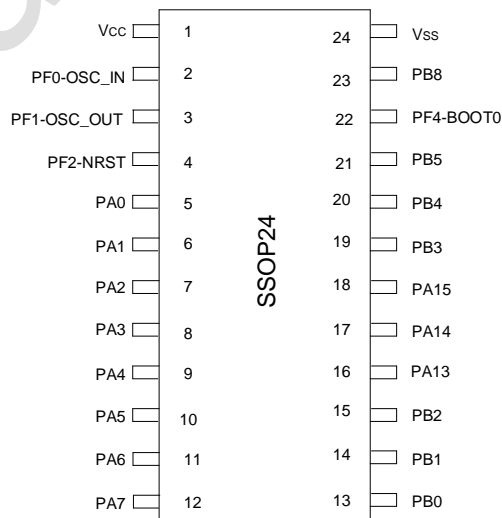 Vcc 1 24 Vss
PF0-OSC_IN 2 23 PB8
PF1-OSC_OUT 3 22 PF4-BOOT0
PF2-NRST 4 21 PB5
PA0 5 20 PB4
PA1 6 19 PB3
PA2 7 18 PA15
PA3 8 17 PA14
PA4 9 16 PA13
PA5 10 15 PB2
PA6 11 14 PB1
PA7 12 13 PB0
SSOP24